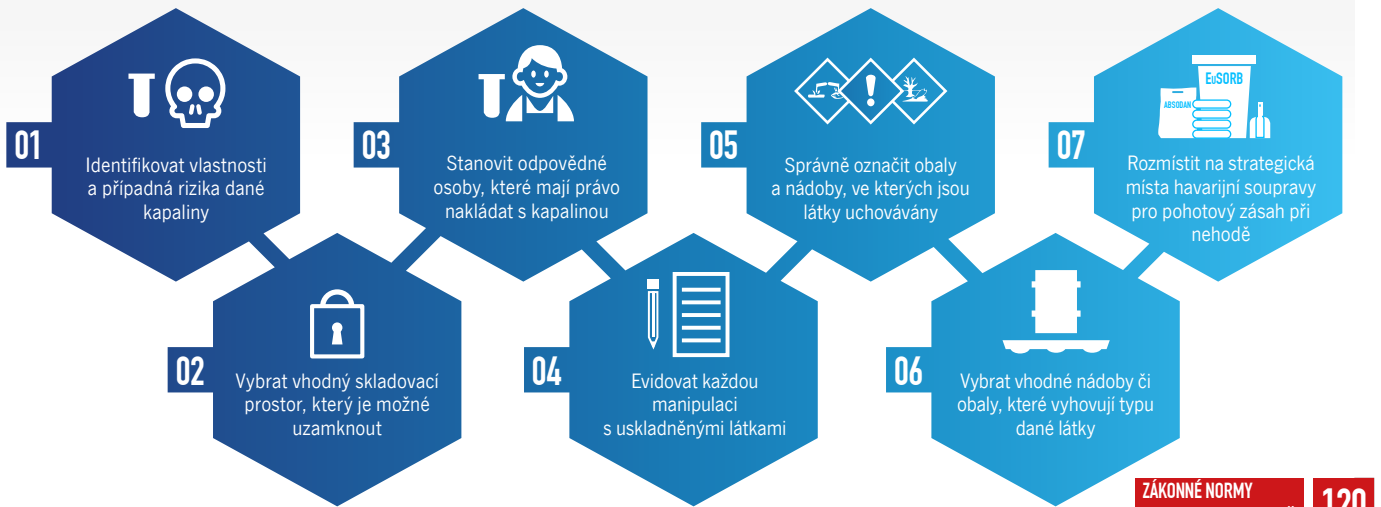 01
Identifikovat vlastnosti
a případná rizika dané
kapaliny
02
Vybrat vhodný skladovací
prostor, který je možné
uzamknout
03
Stanovit odpovědné
osoby, které mají právo
nakládat s kapalinou
04
Evidovat každou
manipulaci
s uskladněnými látkami
05
Správně označit obaly
a nádoby, ve kterých jsou
látky uchovávány
06
Vybrat vhodné nádoby či
obaly, které vyhovují typu
dané látky
07
EuSORB
ABSODAN
Rozmístit na strategická
místa havarijní soupravy
pro pohotový zásah při
nehodě
ZÁKONNÉ NORMY
120